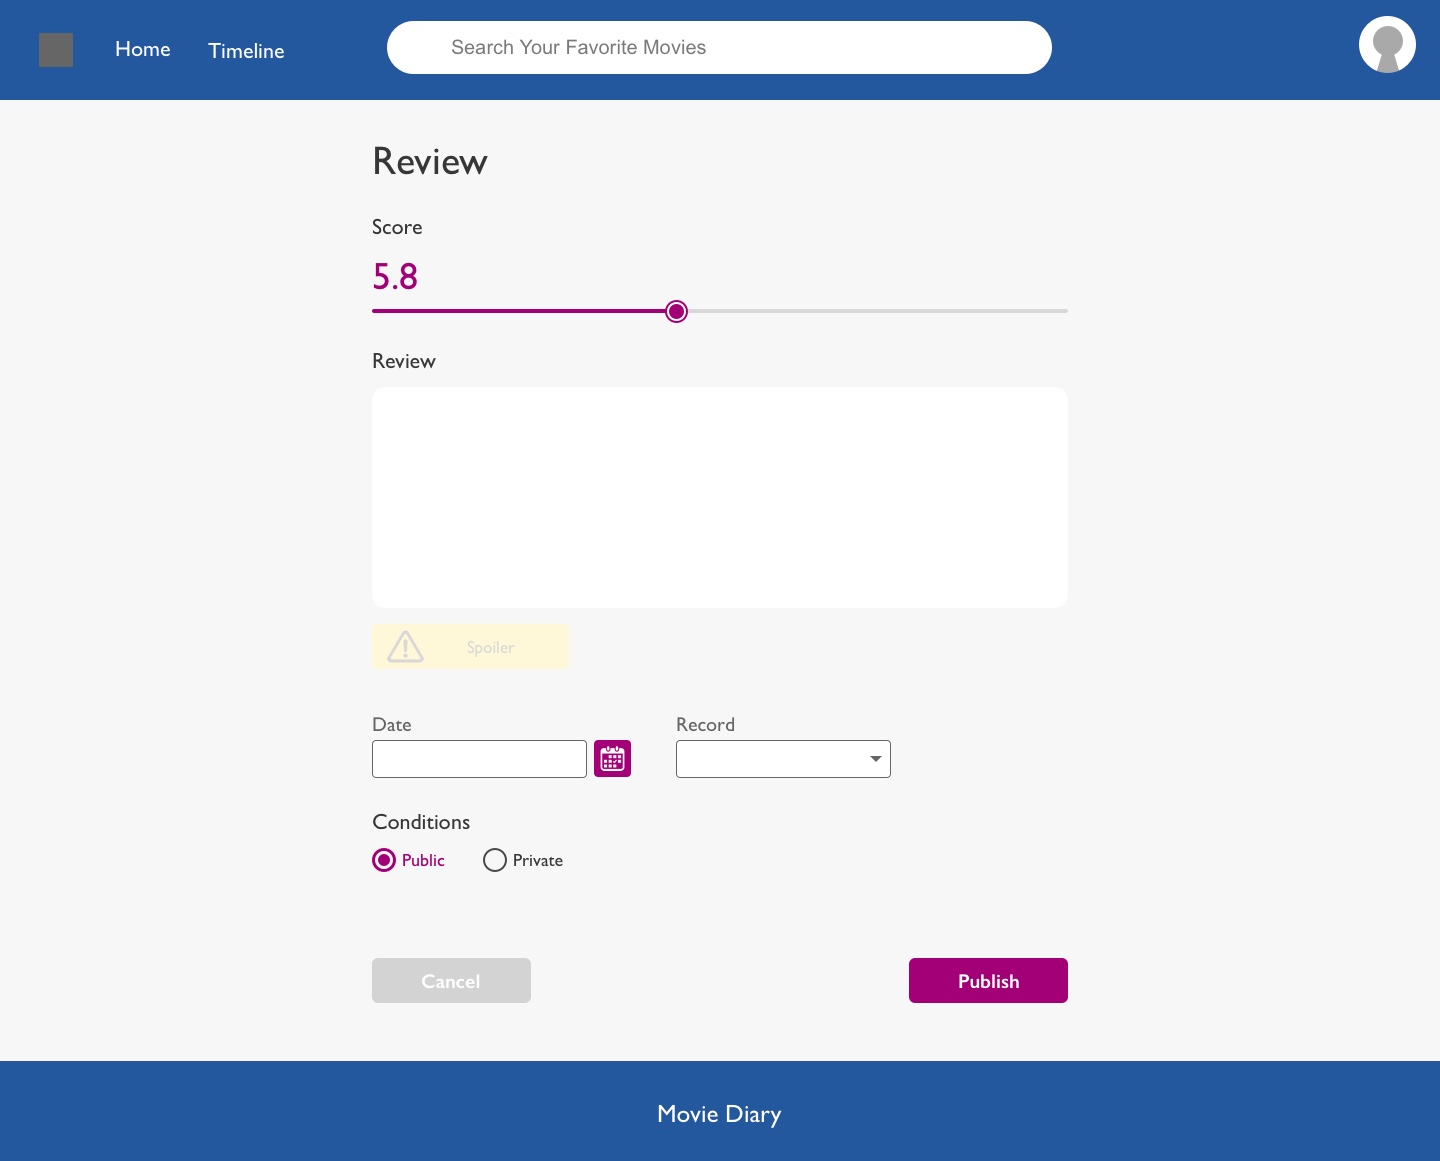 Home
Timeline
Search Your Favorite Movies
Review
Score
5.8
Review
Spoiler
Date
Record
Conditions
Public
Private
Cancel
Publish
Movie Diary